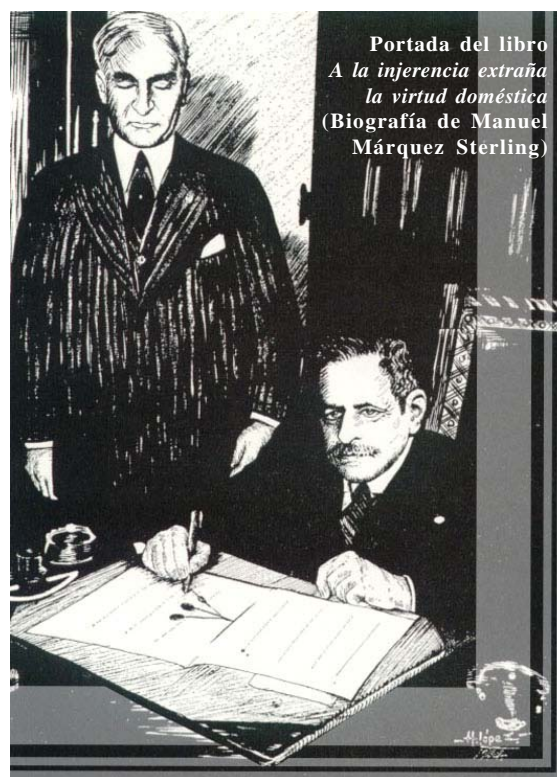 Portada del libro
A la injerencia extraña
la virtud doméstica
(Biografía de Manuel
Márquez Sterling)